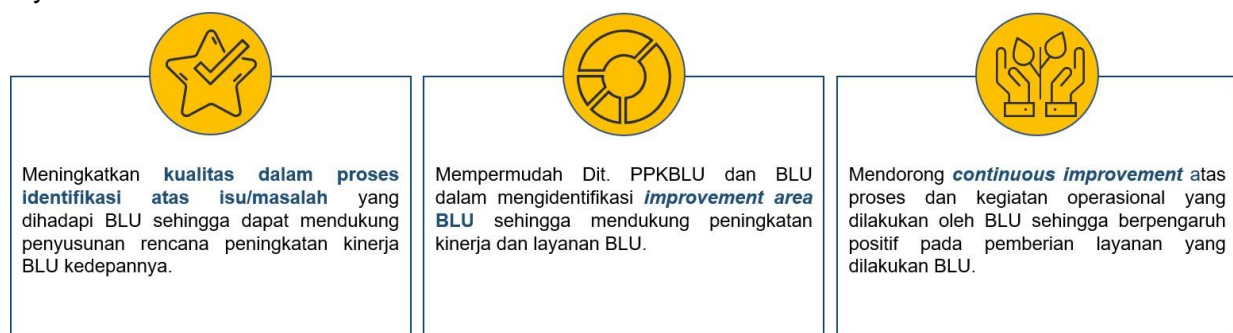 Meningkatkan kualitas dalam proses
identifikasi atas isu/masalah yang
dihadapi BLU sehingga dapat mendukung
penyusunan rencana peningkatan kinerja
BLU kedepannya.
Mempermudah Dit. PPKBLU dan BLU
dalam mengidentifikasi improvement area
BLU sehingga mendukung peningkatan
kinerja dan layanan BLU.
Mendorong continuous improvement atas
proses dan kegiatan operasional yang
dilakukan oleh BLU sehingga berpengaruh
positif pada pemberian layanan yang
dilakukan BLU.